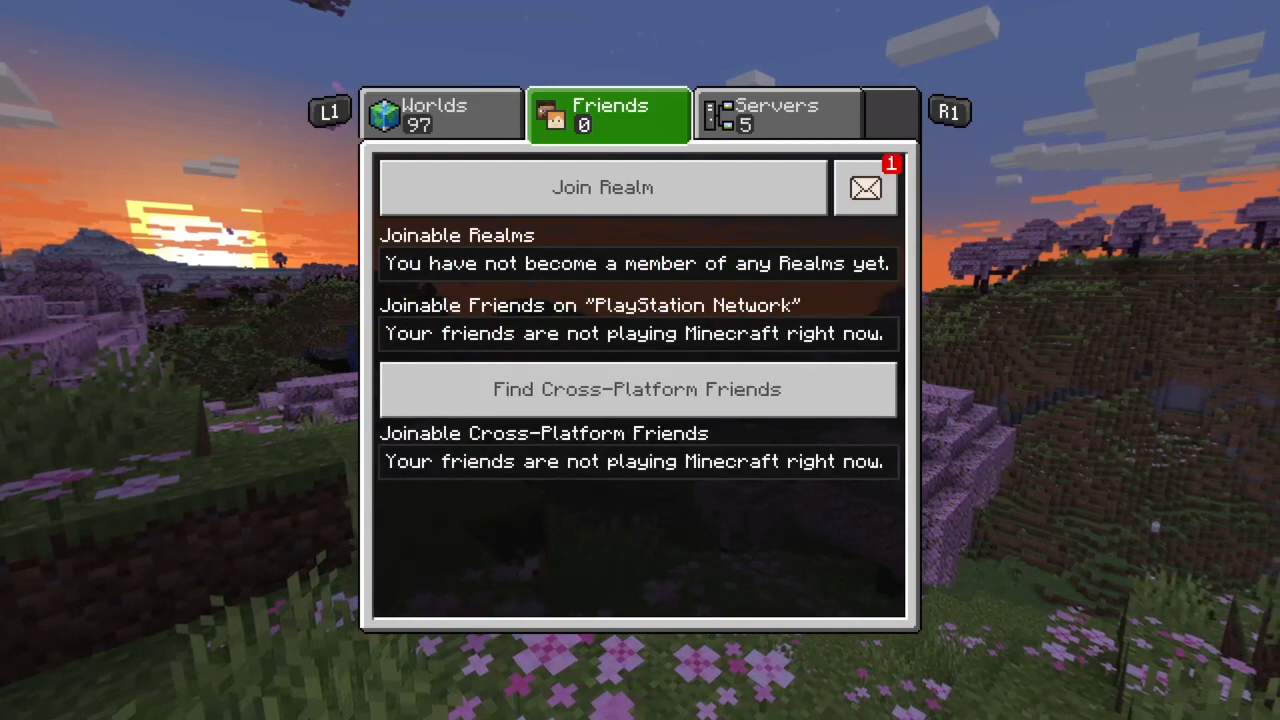 L1
Worlds
97
Friends
0
Servers
5
R1
Join Realm
1
Joinable Realms
You have not become a member of any Realms yet.
Joinable Friends on "PlayStation Network"
Your friends are not playing Minecraft right now.
Find Cross-Platform Friends
Joinable Cross-Platform Friends
Your friends are not playing Minecraft right now.